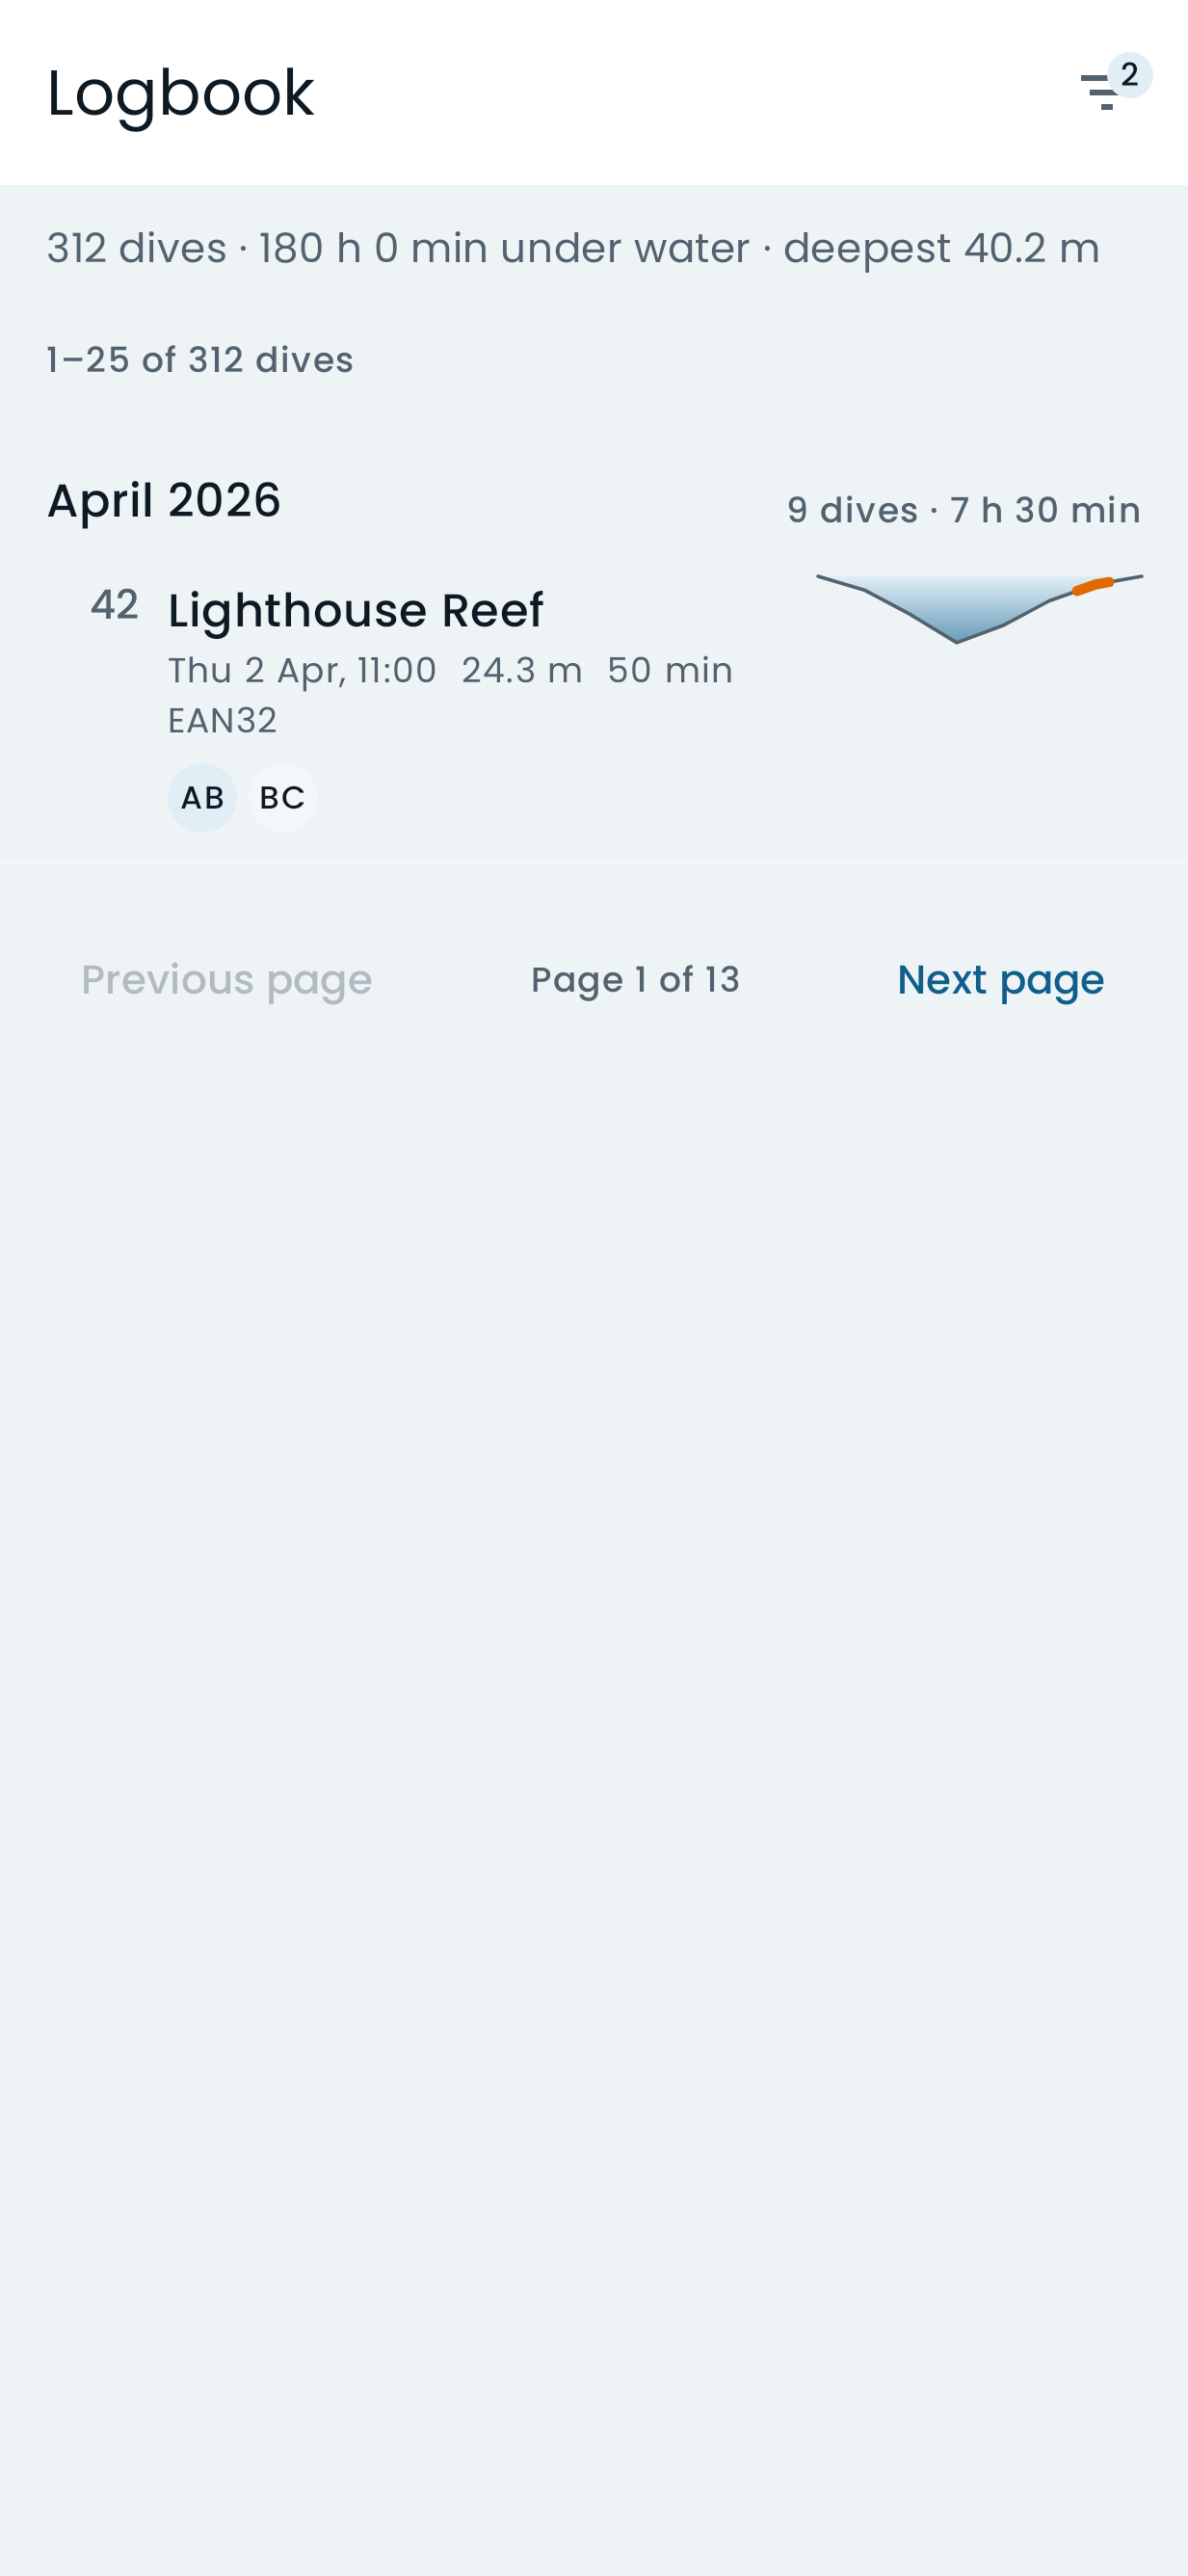 Logbook
2
312 dives · 180 h 0 min under water · deepest 40.2 m
1–25 of 312 dives
April 2026
9 dives · 7 h 30 min
42
Lighthouse Reef
Thu 2 Apr, 11:00 24.3 m 50 min
EAN32
AB BC
Previous page
Page 1 of 13
Next page